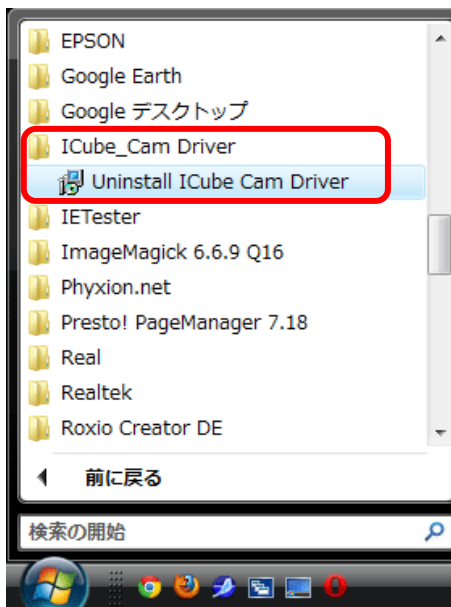 EPSON
Google Earth
Google デスクトップ
ICube_Cam Driver
Uninstall ICube Cam Driver
IETester
ImageMagick 6.6.9 Q16
Phyxion.net
Presto! PageManager 7.18
Real
Realtek
Roxio Creator DE
前に戻る
検索の開始